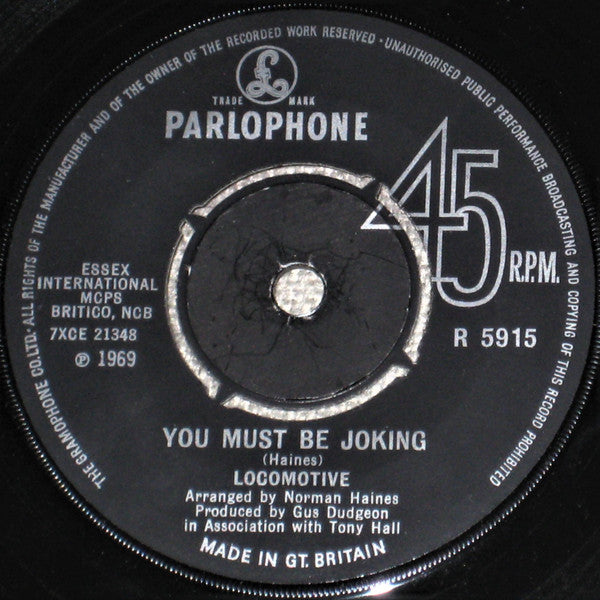 THE GRAMOPHONE CO.LTD. ALL RIGHTS OF THE MANUFACTURER AND OF THE OWNER OF THE RECORDED WORK RESERVED · UNAUTHORISED PUBLIC PERFORMANCE BROADCASTING AND COPYING OF THIS RECORD PROHIBITED
£
TRADE MARK
PARLOPHONE
45 R.P.M.
ESSEX
INTERNATIONAL
MCPS
BRITICO, NCB
7XCE 21348
℗ 1969
R 5915
YOU MUST BE JOKING
(Haines)
LOCOMOTIVE
Arranged by Norman Haines
Produced by Gus Dudgeon
in Association with Tony Hall
MADE IN GT. BRITAIN